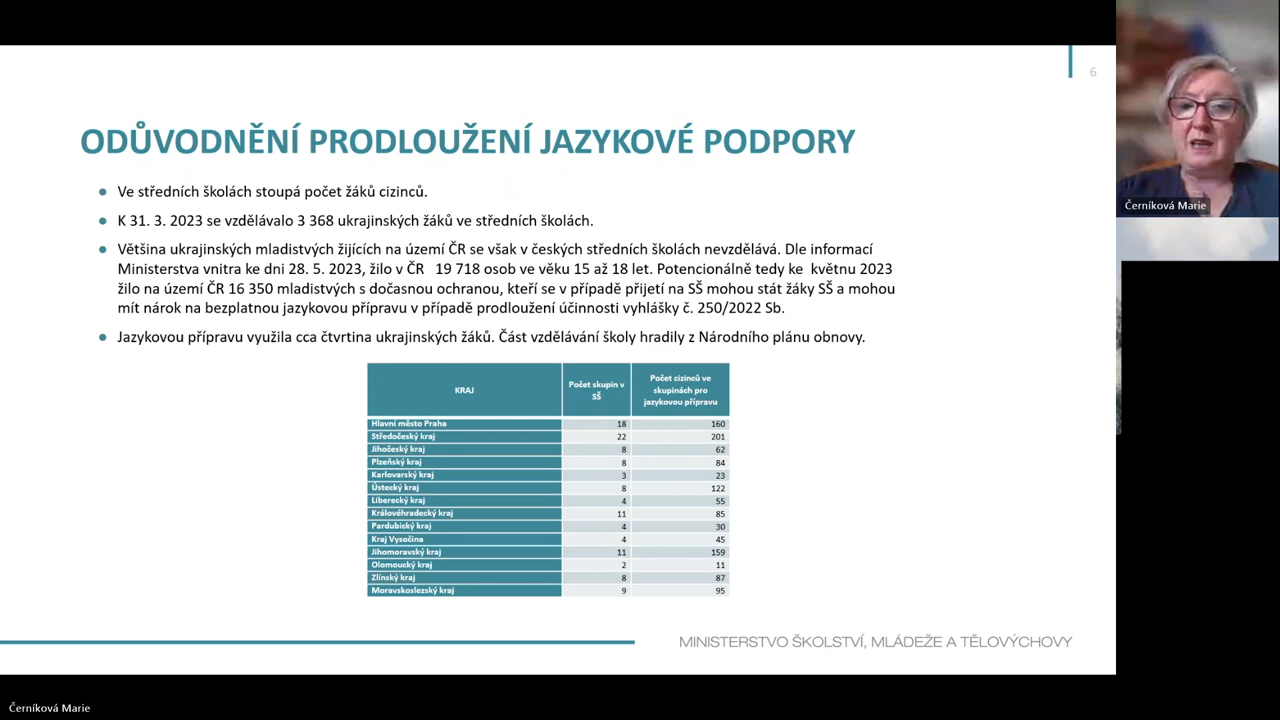 6
ODŮVODNĚNÍ PRODLOUŽENÍ JAZYKOVÉ PODPORY
Ve středních školách stoupá počet žáků cizinců.
K 31. 3. 2023 se vzdělávalo 3 368 ukrajinských žáků ve středních školách.
Většina ukrajinských mladistvých žijících na území ČR se však v českých středních školách nevzdělává. Dle informací
Ministerstva vnitra ke dni 28. 5. 2023, žilo v ČR 19 718 osob ve věku 15 až 18 let. Potencionálně tedy ke květnu 2023
žilo na území ČR 16 350 mladistvých s dočasnou ochranou, kteří se v případě přijetí na SŠ mohou stát žáky SŠ a mohou
mít nárok na bezplatnou jazykovou přípravu v případě prodloužení účinnosti vyhlášky č. 250/2022 Sb.
Jazykovou přípravu využila cca čtvrtina ukrajinských žáků. Část vzdělávání školy hradily z Národního plánu obnovy.
KRAJ Počet skupin v SŠ Počet cizinců ve skupinách pro jazykovou přípravu
Hlavní město Praha 18 160
Středočeský kraj 22 201
Jihočeský kraj 8 62
Plzeňský kraj 8 84
Karlovarský kraj 3 23
Ústecký kraj 8 122
Liberecký kraj 4 55
Královéhradecký kraj 11 85
Pardubický kraj 4 30
Kraj Vysočina 4 45
Jihomoravský kraj 11 159
Olomoucký kraj 2 11
Zlínský kraj 8 87
Moravskoslezský kraj 9 95
MINISTERSTVO ŠKOLSTVÍ, MLÁDEŽE A TĚLOVÝCHOVY
Černíková Marie
Černíková Marie